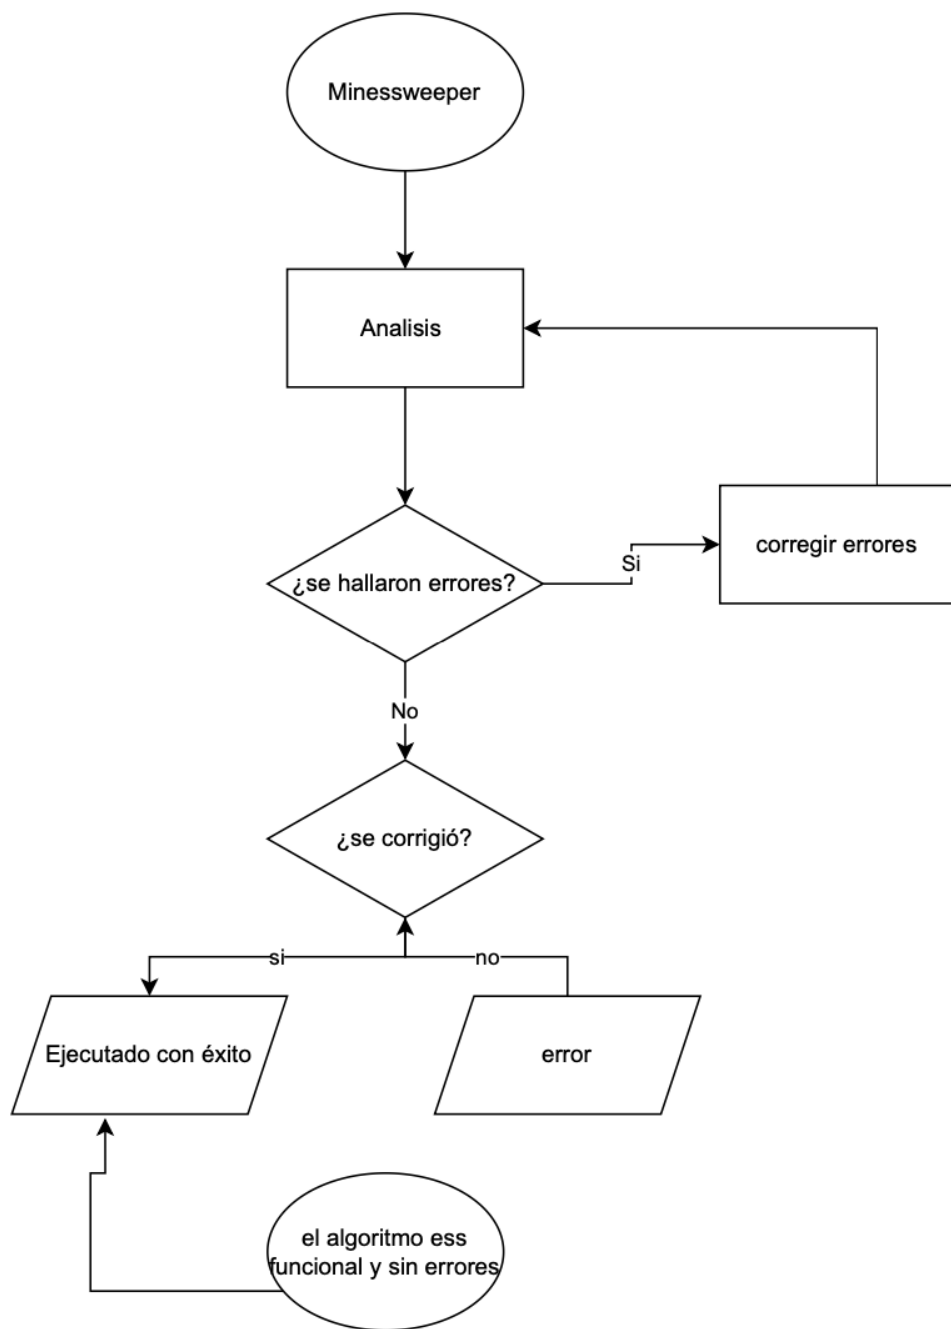 Minessweeper
Analisis
¿se hallaron errores?
Si
corregir errores
No
¿se corrigió?
si
no
Ejecutado con éxito
error
el algoritmo ess
funcional y sin errores